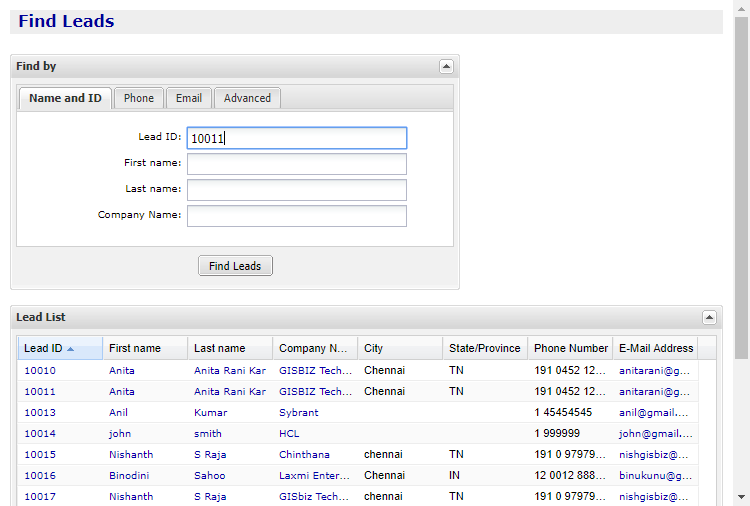 Find Leads
Find by
Name and ID Phone Email Advanced
Lead ID: 10011
First name:
Last name:
Company Name:
Find Leads
Lead List
Lead ID First name Last name Company N... City State/Province Phone Number E-Mail Address
10010 Anita Anita Rani Kar GISBIZ Tech... Chennai TN 191 0452 12... anitarani@g...
10011 Anita Anita Rani Kar GISBIZ Tech... Chennai TN 191 0452 12... anitarani@g...
10013 Anil Kumar Sybrant 1 45454545 anil@gmail....
10014 john smith HCL 1 999999 john@gmail....
10015 Nishanth S Raja Chinthana chennai TN 191 0 97979... nishgisbiz@...
10016 Binodini Sahoo Laxmi Enter... Chennai IN 12 0012 888... binukunu@g...
10017 Nishanth S Raja GISbiz Tech... chennai TN 191 0 97979... nishgisbiz@...